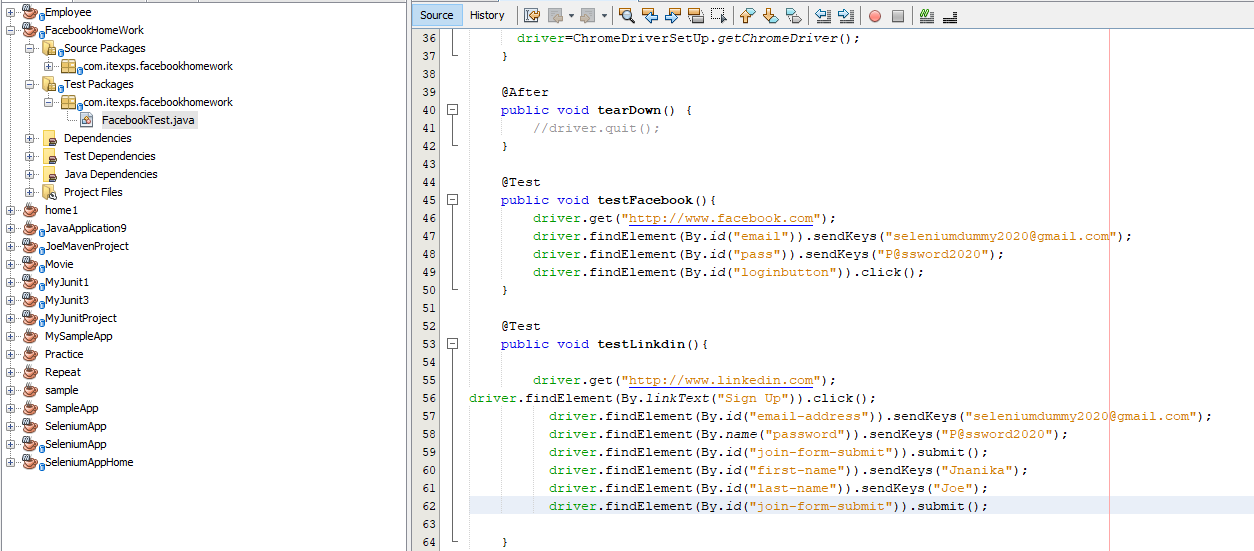 Employee
FacebookHomeWork
Source Packages
com.itexps.facebookhomework
Test Packages
com.itexps.facebookhomework
FacebookTest.java
Dependencies
Test Dependencies
Java Dependencies
Project Files
home1
JavaApplication9
JoeMavenProject
Movie
MyJunit1
MyJunit3
MyJunitProject
MySampleApp
Practice
Repeat
sample
SampleApp
SeleniumApp
SeleniumApp
SeleniumAppHome
Source History
36 driver=ChromeDriverSetUp.getChromeDriver();
37 }
38
39 @After
40 public void tearDown() {
41 //driver.quit();
42 }
43
44 @Test
45 public void testFacebook(){
46 driver.get("http://www.facebook.com");
47 driver.findElement(By.id("email")).sendKeys("seleniumdummy2020@gmail.com");
48 driver.findElement(By.id("pass")).sendKeys("P@ssword2020");
49 driver.findElement(By.id("loginbutton")).click();
50 }
51
52 @Test
53 public void testLinkdin(){
54
55 driver.get("http://www.linkedin.com");
56 driver.findElement(By.linkText("Sign Up")).click();
57 driver.findElement(By.id("email-address")).sendKeys("seleniumdummy2020@gmail.com");
58 driver.findElement(By.name("password")).sendKeys("P@ssword2020");
59 driver.findElement(By.id("join-form-submit")).submit();
60 driver.findElement(By.id("first-name")).sendKeys("Jnanika");
61 driver.findElement(By.id("last-name")).sendKeys("Joe");
62 driver.findElement(By.id("join-form-submit")).submit();
63
64 }